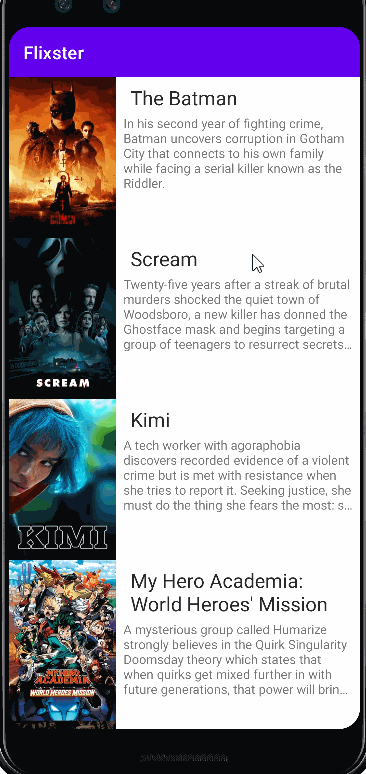 Flixster
The Batman
In his second year of fighting crime,
Batman uncovers corruption in Gotham
City that connects to his own family
while facing a serial killer known as the
Riddler.
Scream
Twenty-five years after a streak of brutal
murders shocked the quiet town of
Woodsboro, a new killer has donned the
Ghostface mask and begins targeting a
group of teenagers to resurrect secrets…
SCREAM
Kimi
A tech worker with agoraphobia
discovers recorded evidence of a violent
crime but is met with resistance when
she tries to report it. Seeking justice, she
must do the thing she fears the most: s…
KIMI
My Hero Academia:
World Heroes' Mission
A mysterious group called Humarize
strongly believes in the Quirk Singularity
Doomsday theory which states that
when quirks get mixed further in with
future generations, that power will brin…
MY HERO
ACADEMIA
WORLD HEROES MISSION